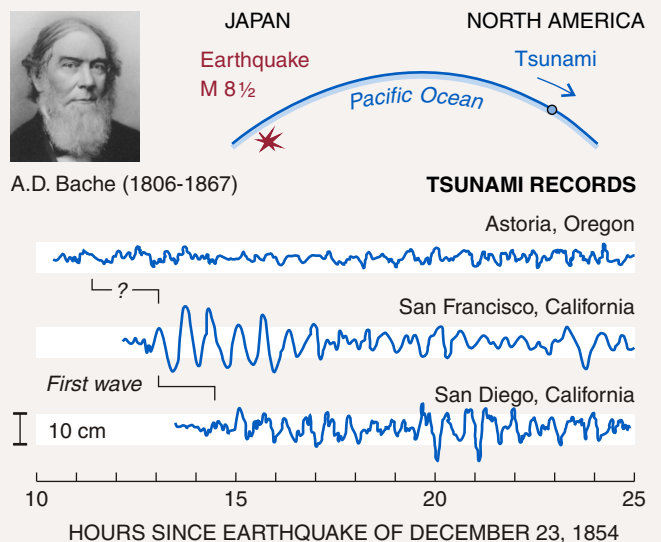 JAPAN
NORTH AMERICA
Earthquake
M 8½
Tsunami
Pacific Ocean
A.D. Bache (1806-1867)
TSUNAMI RECORDS
Astoria, Oregon
?
San Francisco, California
First wave
San Diego, California
10 cm
10 15 20 25
HOURS SINCE EARTHQUAKE OF DECEMBER 23, 1854